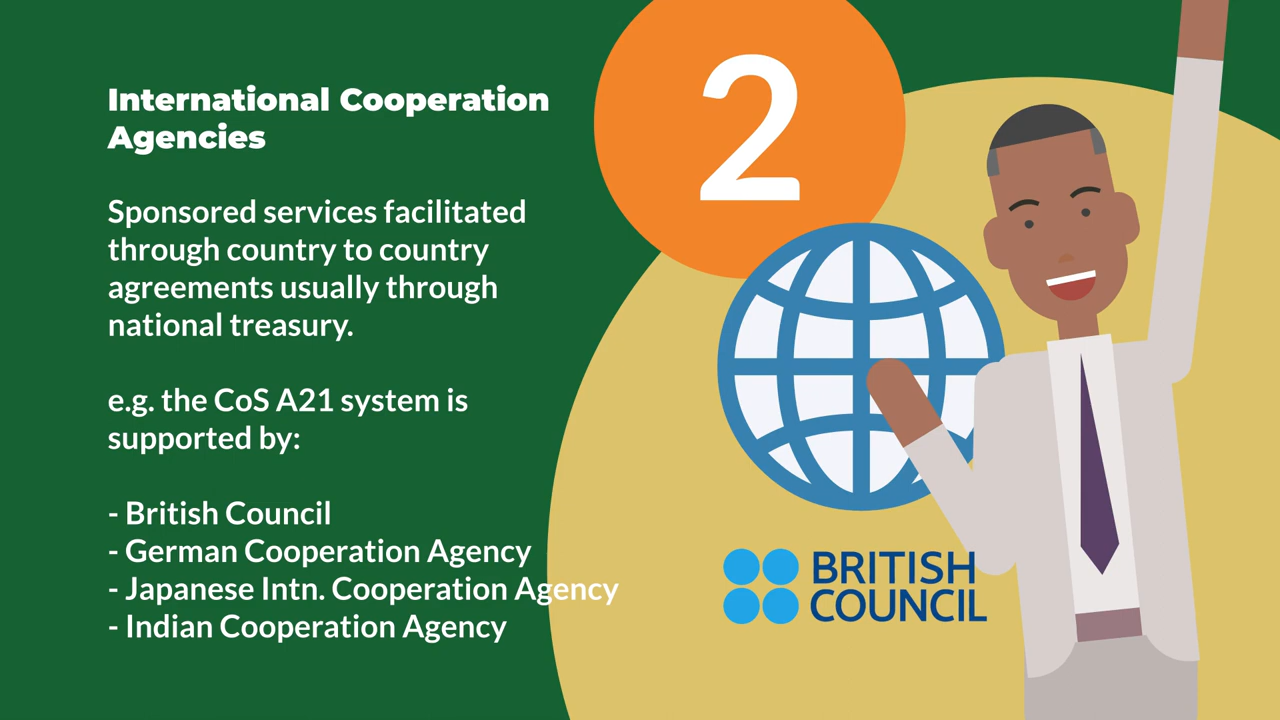 International Cooperation
Agencies
2
Sponsored services facilitated
through country to country
agreements usually through
national treasury.
e.g. the CoS A21 system is
supported by:
- British Council
- German Cooperation Agency
- Japanese Intn. Cooperation Agency
- Indian Cooperation Agency
BRITISH
COUNCIL